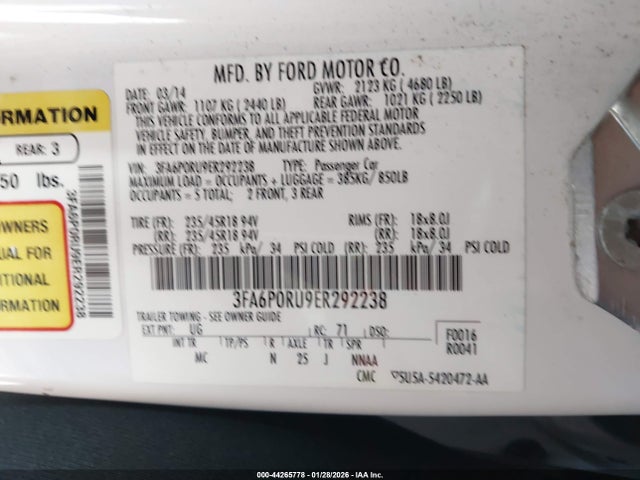 ORMATION
REAR: 3
50 lbs.
WNERS
UAL FOR
ITIONAL
ORMATION
3FA6P0RU9ER292238
MFD. BY FORD MOTOR CO.
DATE: 03/14 GVWR: 2123 KG ( 4680 LB)
FRONT GAWR: 1107 KG ( 2440 LB) REAR GAWR: 1021 KG ( 2250 LB)
THIS VEHICLE CONFORMS TO ALL APPLICABLE FEDERAL MOTOR
VEHICLE SAFETY, BUMPER, AND THEFT PREVENTION STANDARDS
IN EFFECT ON THE DATE OF MANUFACTURE SHOWN ABOVE.
VIN: 3FA6P0RU9ER292238 TYPE: Passenger Car
MAXIMUM LOAD = OCCUPANTS + LUGGAGE = 385KG/850LB
OCCUPANTS = 5 TOTAL; 2 FRONT, 3 REAR
TIRE (FR): 235/45R18 94V RIMS (FR): 18x8.0J
(RR): 235/45R18 94V (RR): 18x8.0J
PRESSURE (FR): 235 kPa/ 34 PSI COLD (RR): 235 kPa/ 34 PSI COLD
3FA6P0RU9ER292238
TRAILER TOWING - SEE OWNER GUIDE
EXT PNT: UG RC: 71 DSO: F0016
INT TR TP/PS R AXLE TR SPR R0041
MC N 25 J NNAA
CMC 5U5A-5420472-AA
000-44265778 - 01/28/2026 - IAA Inc.